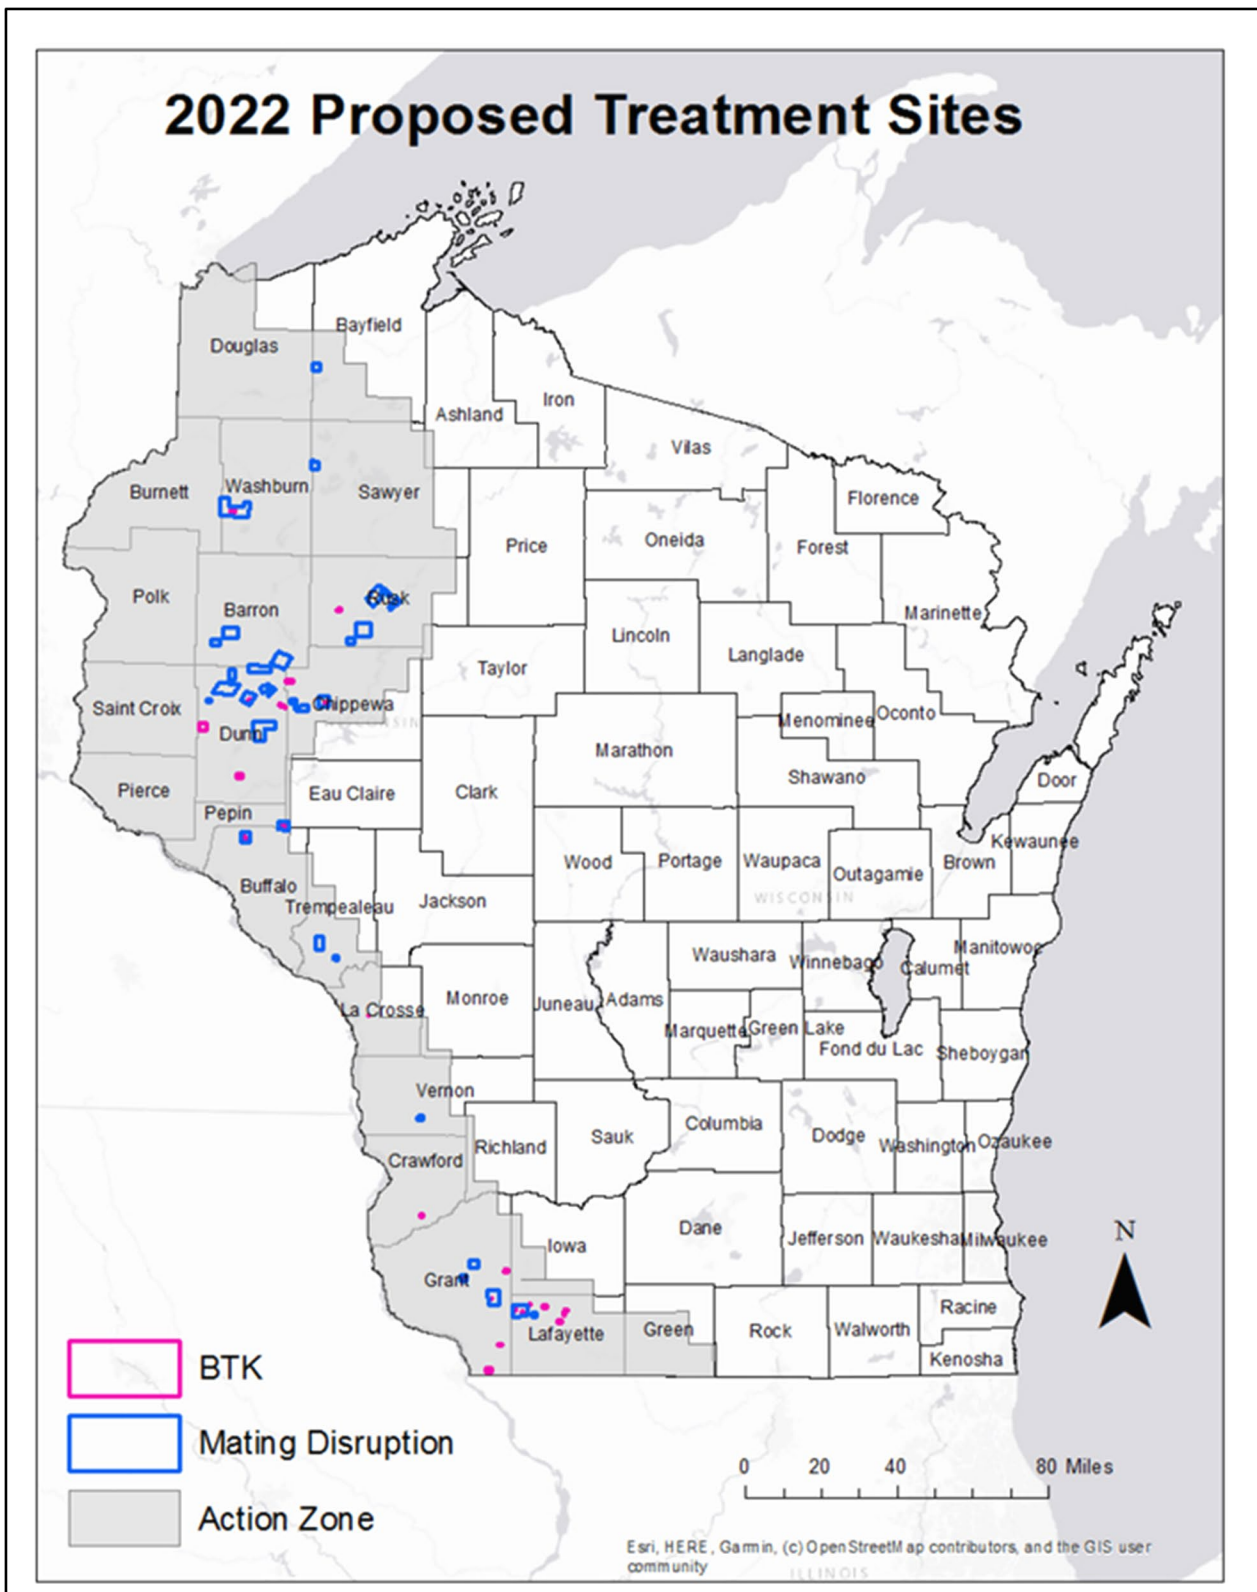 2022 Proposed Treatment Sites
Bayfield
Douglas
Iron
Ashland
Vilas
Burnett
Washburn
Sawyer
Florence
Price
Oneida
Forest
Polk
Barron
Rusk
Marinette
Lincoln
Langlade
Taylor
Saint Croix
Chippewa
WISCONSIN
Menominee
Oconto
Dunn
Marathon
Shawano
Door
Pierce
Eau Claire
Clark
Pepin
Kewaunee
Wood
Portage
Waupaca
Outagamie
Brown
Buffalo
WISCONSIN
Trempealeau
Jackson
Waushara
Winnebago
Calumet
Manitowoc
Monroe
Juneau
Adams
La Crosse
Marquette
Green Lake
Fond du Lac
Sheboygan
Vernon
Columbia
Dodge
Washington
Ozaukee
Richland
Sauk
Crawford
Dane
Iowa
Jefferson
Waukesha
Milwaukee
N
Grant
Racine
Lafayette
Green
Rock
Walworth
Kenosha
BTK
Mating Disruption
Action Zone
0 20 40 80 Miles
Esri, HERE, Garmin, (c) OpenStreetMap contributors, and the GIS user
community
ILLINOIS